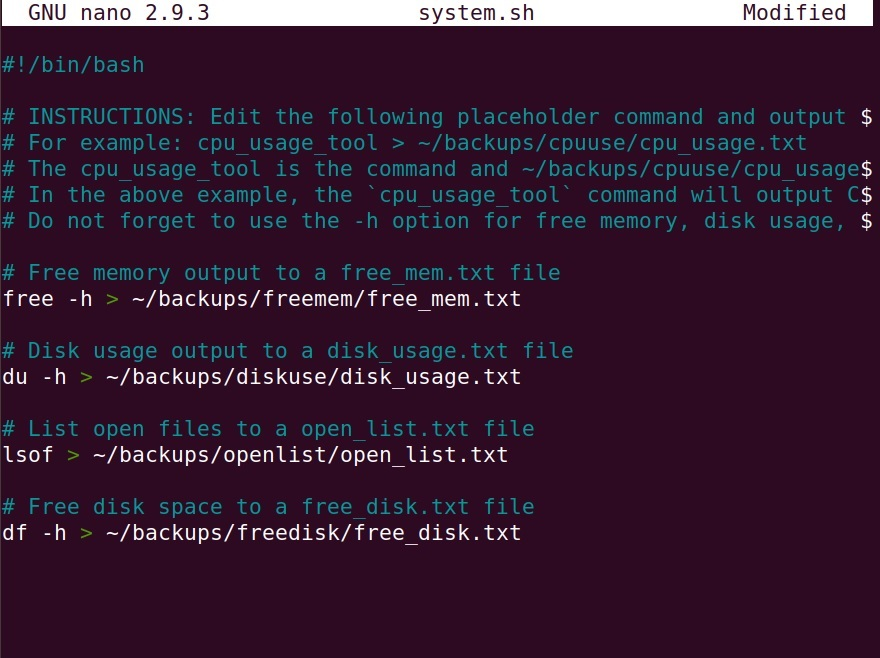 GNU nano 2.9.3 system.sh Modified
#!/bin/bash
# INSTRUCTIONS: Edit the following placeholder command and output $
# For example: cpu_usage_tool > ~/backups/cpuuse/cpu_usage.txt
# The cpu_usage_tool is the command and ~/backups/cpuuse/cpu_usage$
# In the above example, the `cpu_usage_tool` command will output C$
# Do not forget to use the -h option for free memory, disk usage, $
# Free memory output to a free_mem.txt file
free -h > ~/backups/freemem/free_mem.txt
# Disk usage output to a disk_usage.txt file
du -h > ~/backups/diskuse/disk_usage.txt
# List open files to a open_list.txt file
lsof > ~/backups/openlist/open_list.txt
# Free disk space to a free_disk.txt file
df -h > ~/backups/freedisk/free_disk.txt